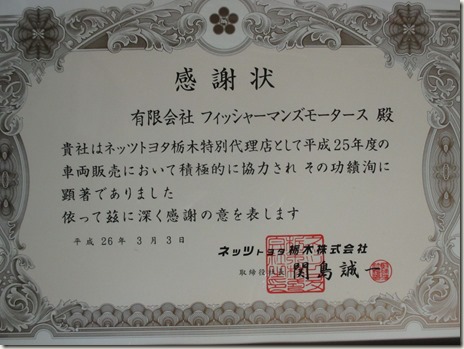 感謝状
有限会社 フィッシャーマンズモータース 殿
貴社はネッツトヨタ栃木特別代理店として平成25年度の
車両販売において積極的に協力され その功績洵に
顕著でありました
依って茲に深く感謝の意を表します
平成26年 3月 3日
ネッツトヨタ栃木株式会社
取締役社長 関島誠一